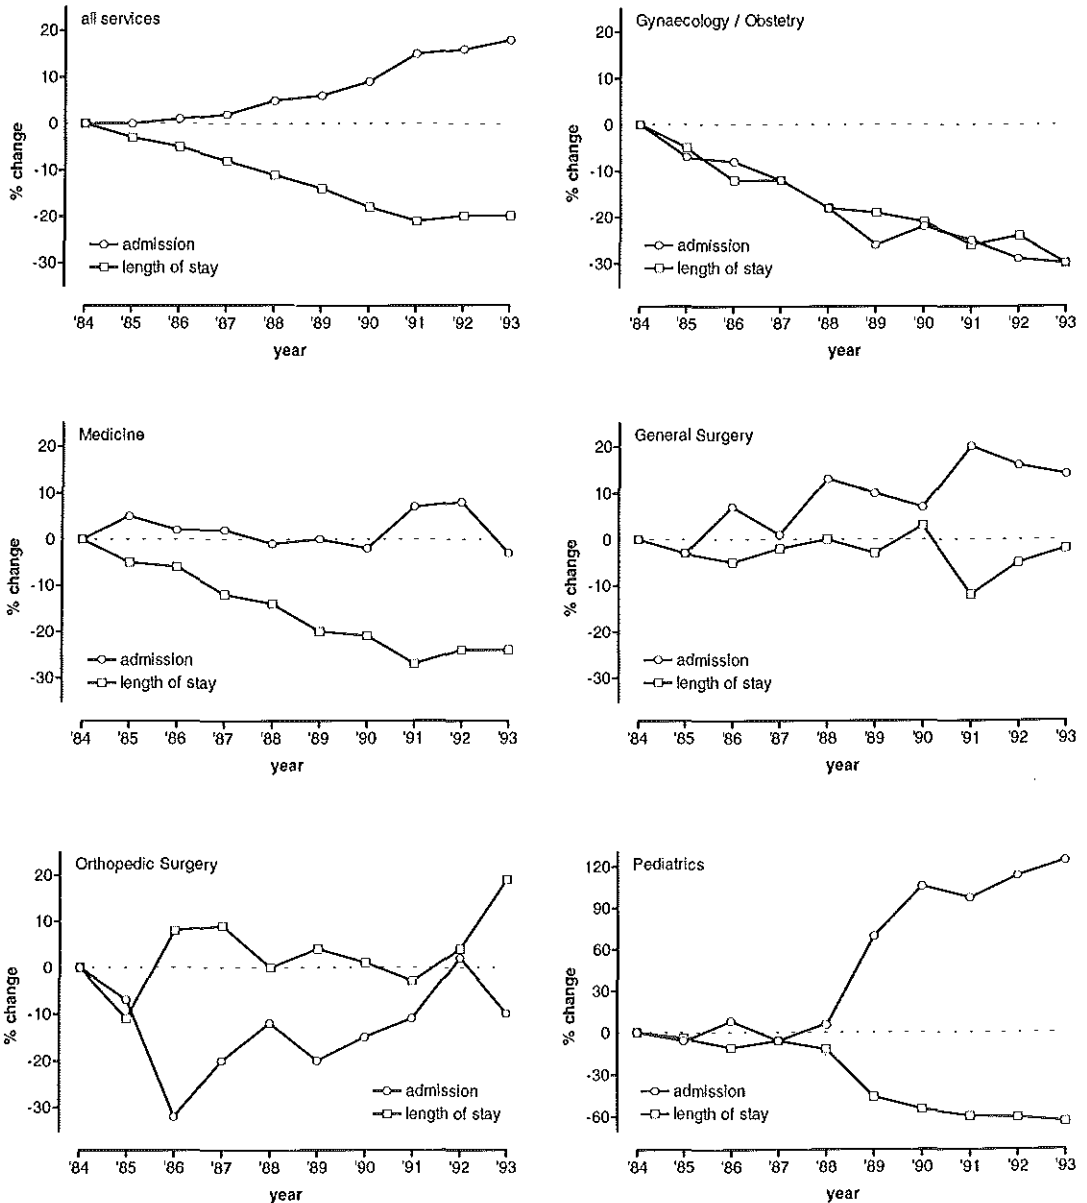 all services
20
10
0
-10
-20
-30
% change
admission
length of stay
'84 '85 '86 '87 '88 '89 '90 '91 '92 '93
year
Gynaecology / Obstetry
20
10
0
-10
-20
-30
% change
admission
length of stay
'84 '85 '86 '87 '88 '89 '90 '91 '92 '93
year
Medicine
20
10
0
-10
-20
-30
% change
admission
length of stay
'84 '85 '86 '87 '88 '89 '90 '91 '92 '93
year
General Surgery
20
10
0
-10
-20
-30
% change
admission
length of stay
'84 '85 '86 '87 '88 '89 '90 '91 '92 '93
year
Orthopedic Surgery
20
10
0
-10
-20
-30
% change
admission
length of stay
'84 '85 '86 '87 '88 '89 '90 '91 '92 '93
year
Pediatrics
120
90
60
30
0
-30
-60
% change
admission
length of stay
'84 '85 '86 '87 '88 '89 '90 '91 '92 '93
year